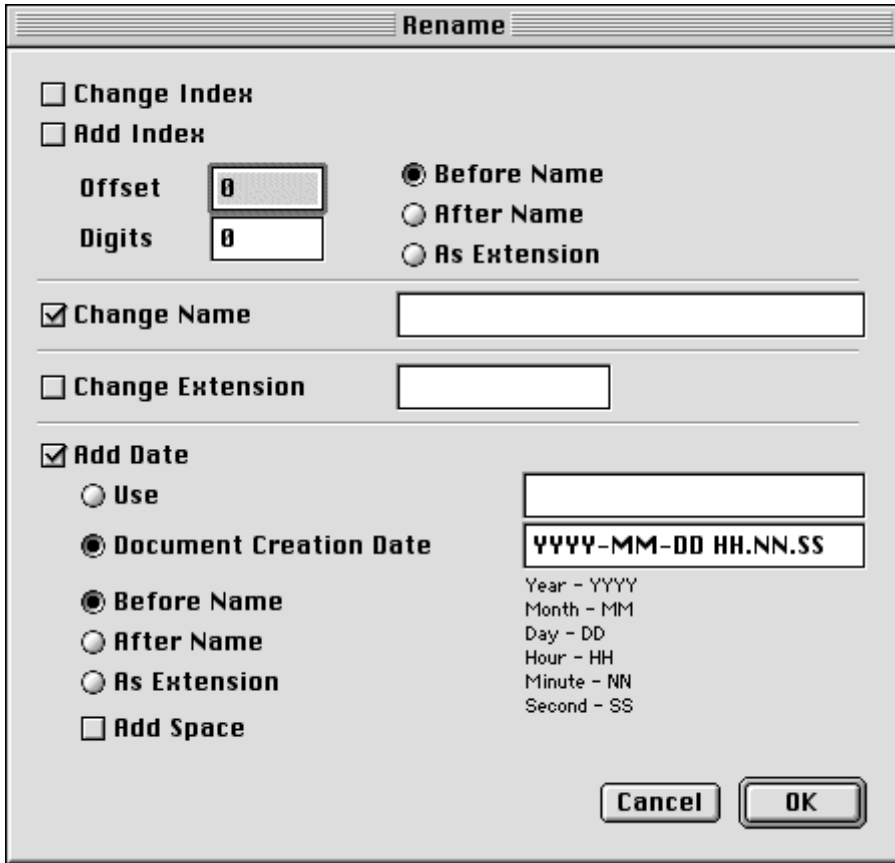 Rename
Change Index
Add Index
Offset 0
Before Name
After Name
Digits 0
As Extension
Change Name
Change Extension
Add Date
Use
Document Creation Date YYYY-MM-DD HH.NN.SS
Before Name
After Name
As Extension
Add Space
Year - YYYY
Month - MM
Day - DD
Hour - HH
Minute - NN
Second - SS
Cancel OK